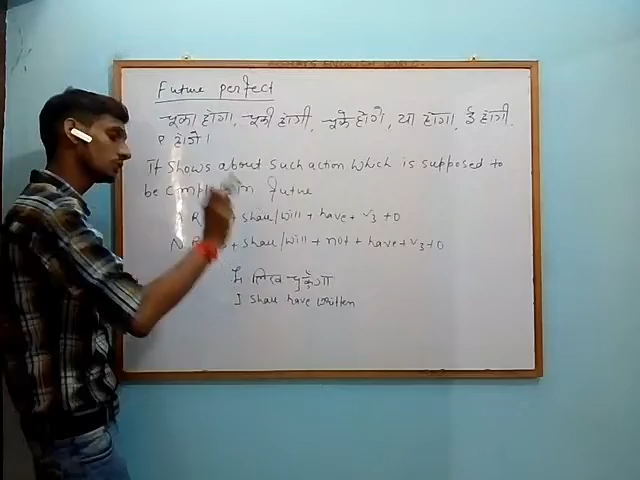 Future perfect
चूका होगा, चूकी होगी, चूके होगें, या होगा, ई होगी
ए होंगे।
It shows about such action which is supposed to
be in future
A R + shall/will + have + v3 + O
N R S + shall/will + not + have + v3 + O
मैं लिख चुकूँगा
I shall have written